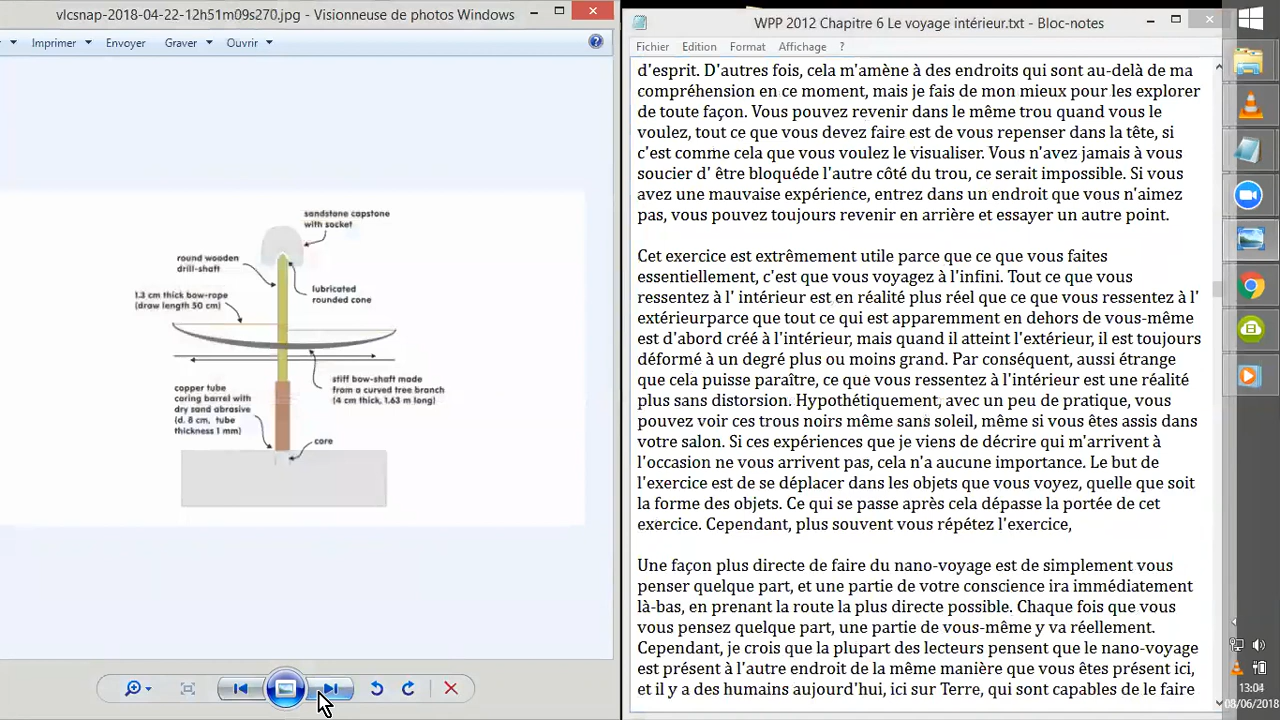 vlcsnap-2018-04-22-12h51m09s270.jpg - Visionneuse de photos Windows
Imprimer Envoyer Graver Ouvrir
sandstone capstone
with socket
round wooden
drill-shaft
lubricated
rounded cone
1.3 cm thick bow-rope
(draw length 50 cm)
stiff bow-shaft made
from a curved tree branch
(4 cm thick, 1.63 m long)
copper tube
coring barrel with
dry sand abrasive
(d. 8 cm, tube
thickness 1 mm)
core
WPP 2012 Chapitre 6 Le voyage intérieur.txt - Bloc-notes
Fichier Edition Format Affichage ?
d'esprit. D'autres fois, cela m'amène à des endroits qui sont au-delà de ma
compréhension en ce moment, mais je fais de mon mieux pour les explorer
de toute façon. Vous pouvez revenir dans le même trou quand vous le
voulez, tout ce que vous devez faire est de vous repenser dans la tête, si
c'est comme cela que vous voulez le visualiser. Vous n'avez jamais à vous
soucier d' être bloquéde l'autre côté du trou, ce serait impossible. Si vous
avez une mauvaise expérience, entrez dans un endroit que vous n'aimez
pas, vous pouvez toujours revenir en arrière et essayer un autre point.
Cet exercice est extrêmement utile parce que ce que vous faites
essentiellement, c'est que vous voyagez à l'infini. Tout ce que vous
ressentez à l' intérieur est en réalité plus réel que ce que vous ressentez à l'
extérieurparce que tout ce qui est apparemment en dehors de vous-même
est d'abord créé à l'intérieur, mais quand il atteint l'extérieur, il est toujours
déformé à un degré plus ou moins grand. Par conséquent, aussi étrange
que cela puisse paraître, ce que vous ressentez à l'intérieur est une réalité
plus sans distorsion. Hypothétiquement, avec un peu de pratique, vous
pouvez voir ces trous noirs même sans soleil, même si vous êtes assis dans
votre salon. Si ces expériences que je viens de décrire qui m'arrivent à
l'occasion ne vous arrivent pas, cela n'a aucune importance. Le but de
l'exercice est de se déplacer dans les objets que vous voyez, quelle que soit
la forme des objets. Ce qui se passe après cela dépasse la portée de cet
exercice. Cependant, plus souvent vous répétez l'exercice,
Une façon plus directe de faire du nano-voyage est de simplement vous
penser quelque part, et une partie de votre conscience ira immédiatement
là-bas, en prenant la route la plus directe possible. Chaque fois que vous
vous pensez quelque part, une partie de vous-même y va réellement.
Cependant, je crois que la plupart des lecteurs pensent que le nano-voyage
est présent à l'autre endroit de la même manière que vous êtes présent ici,
et il y a des humains aujourd'hui, ici sur Terre, qui sont capables de le faire
13:04
08/06/2018